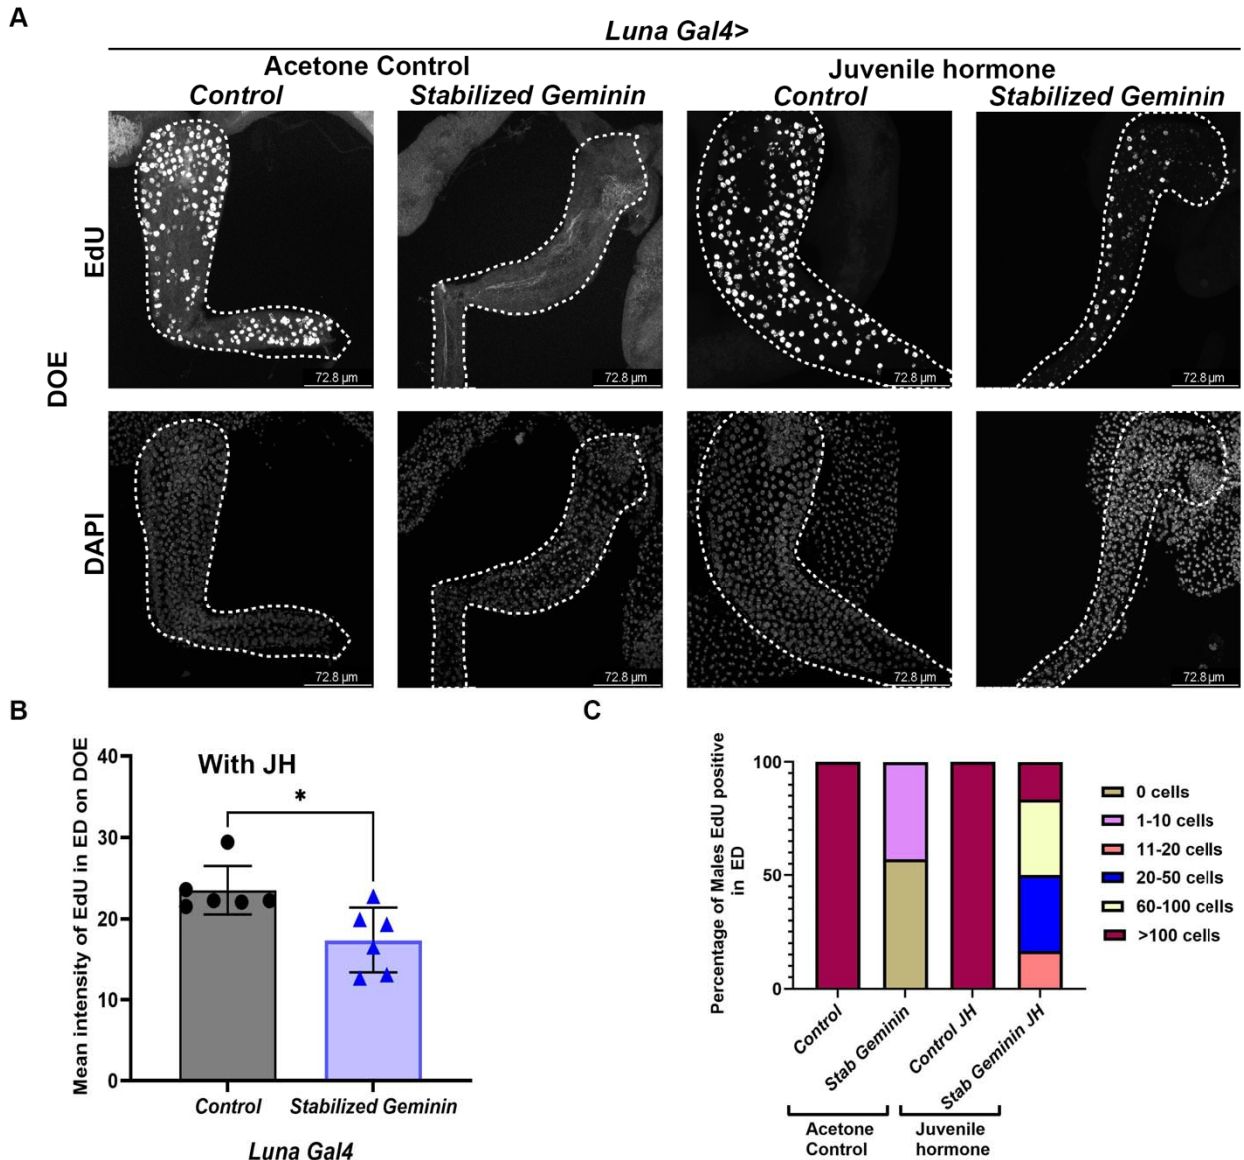 A
Luna Gal4>
Acetone Control
Juvenile hormone
Control
Stabilized Geminin
Control
Stabilized Geminin
DOE
EdU
72.8 µm
72.8 µm
72.8 µm
72.8 µm
DAPI
72.8 µm
72.8 µm
72.8 µm
72.8 µm
B
Mean intensity of EdU in ED on DOE
40
30
20
10
0
With JH
*
Control
Stabilized Geminin
Luna Gal4
C
Percentage of Males EdU positive
in ED
100
50
0
Control
Stab Geminin
Control JH
Stab Geminin JH
Acetone
Control
Juvenile
hormone
0 cells
1-10 cells
11-20 cells
20-50 cells
60-100 cells
>100 cells